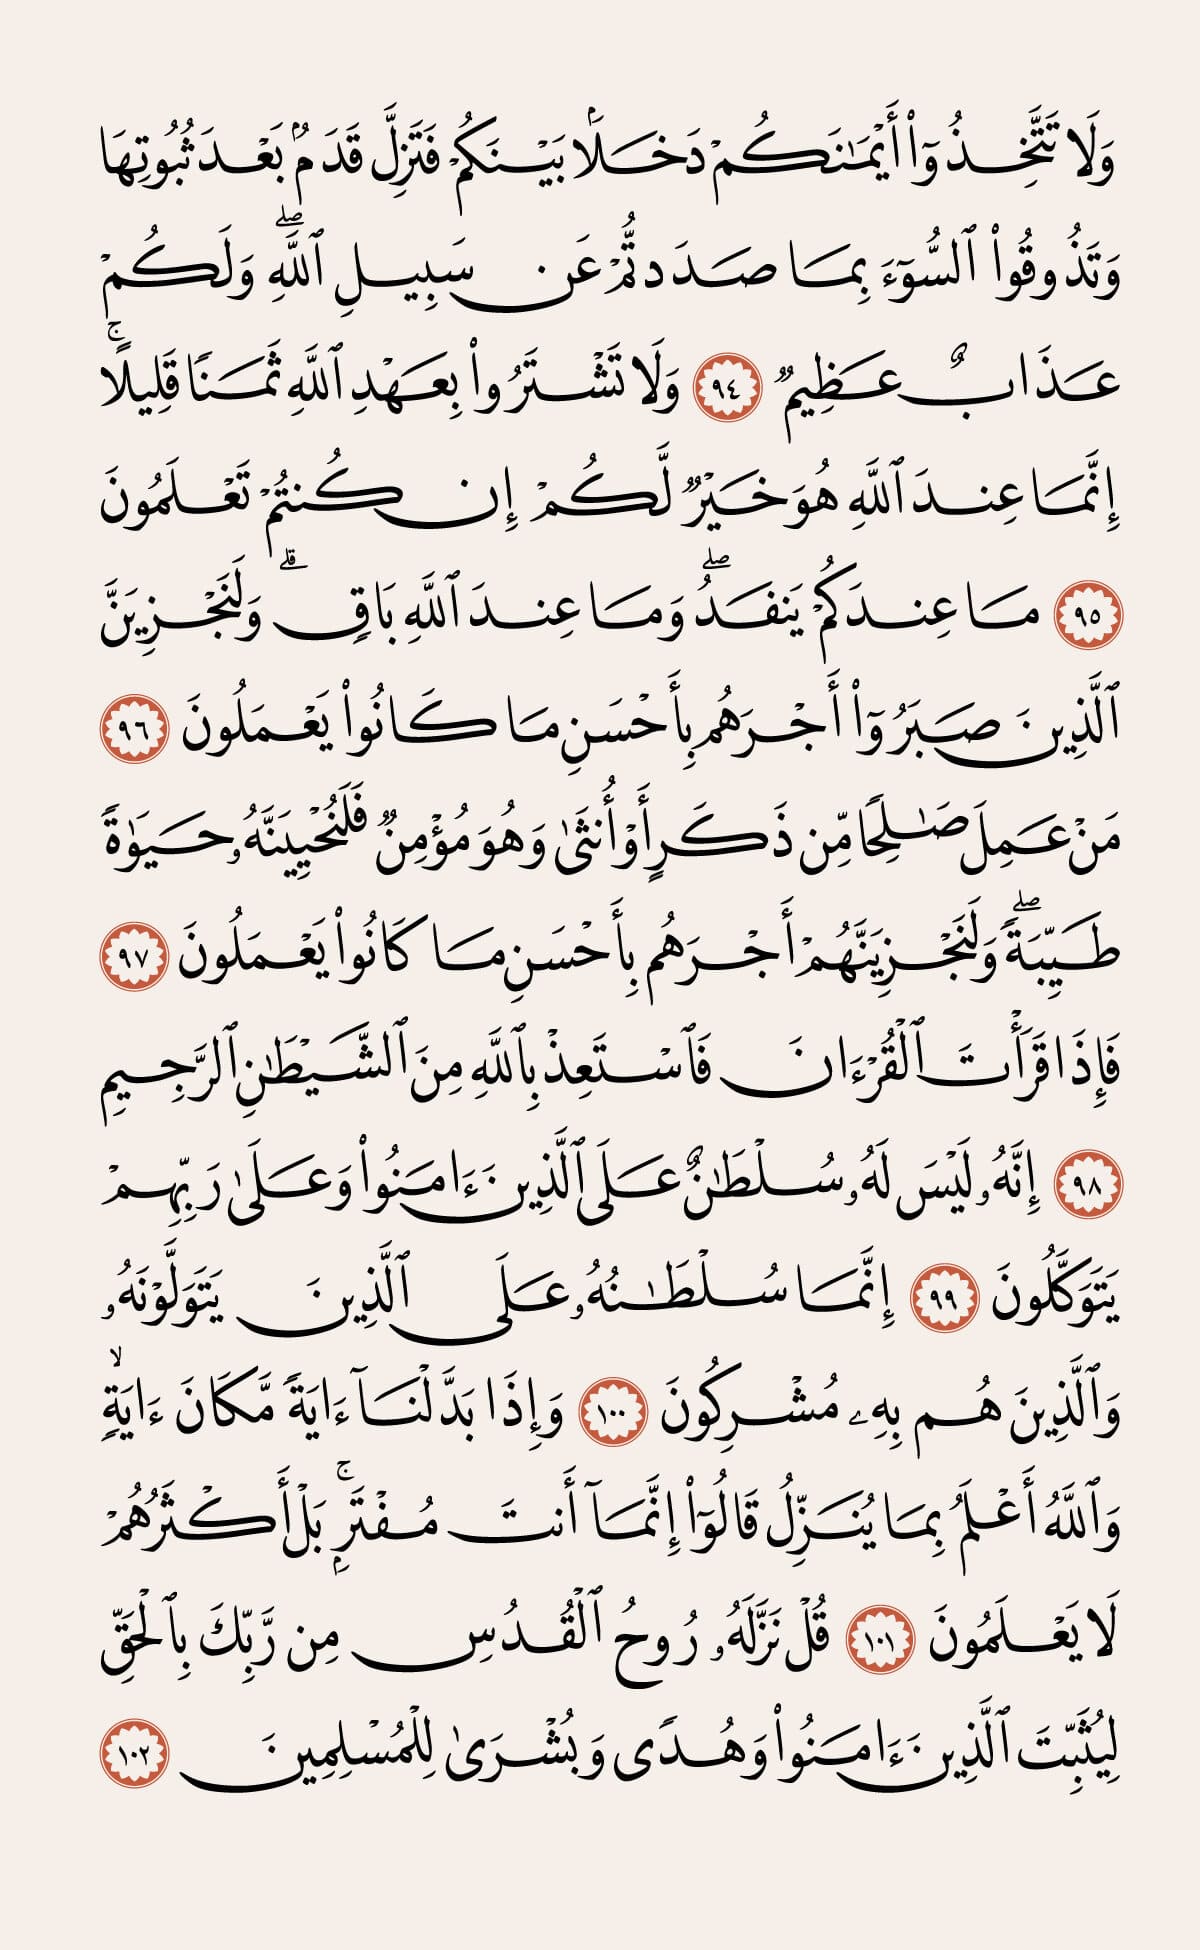 وَلَا تَتَّخِذُوٓا۟ أَيْمَـٰنَكُمْ دَخَلًۢا بَيْنَكُمْ فَتَزِلَّ قَدَمٌۢ بَعْدَ ثُبُوتِهَا
وَتَذُوقُوا۟ ٱلسُّوٓءَ بِمَا صَدَدتُّمْ عَن سَبِيلِ ٱللَّهِ ۖ وَلَكُمْ
عَذَابٌ عَظِيمٌ ٩٤ وَلَا تَشْتَرُوا۟ بِعَهْدِ ٱللَّهِ ثَمَنًا قَلِيلًا ۚ
إِنَّمَا عِندَ ٱللَّهِ هُوَ خَيْرٌ لَّكُمْ إِن كُنتُمْ تَعْلَمُونَ
٩٥ مَا عِندَكُمْ يَنفَدُ ۖ وَمَا عِندَ ٱللَّهِ بَاقٍ ۗ وَلَنَجْزِيَنَّ
ٱلَّذِينَ صَبَرُوٓا۟ أَجْرَهُم بِأَحْسَنِ مَا كَانُوا۟ يَعْمَلُونَ ٩٦
مَنْ عَمِلَ صَـٰلِحًا مِّن ذَكَرٍ أَوْ أُنثَىٰ وَهُوَ مُؤْمِنٌ فَلَنُحْيِيَنَّهُۥ حَيَوٰةً
طَيِّبَةً ۖ وَلَنَجْزِيَنَّهُمْ أَجْرَهُم بِأَحْسَنِ مَا كَانُوا۟ يَعْمَلُونَ ٩٧
فَإِذَا قَرَأْتَ ٱلْقُرْءَانَ فَٱسْتَعِذْ بِٱللَّهِ مِنَ ٱلشَّيْطَـٰنِ ٱلرَّجِيمِ
٩٨ إِنَّهُۥ لَيْسَ لَهُۥ سُلْطَـٰنٌ عَلَى ٱلَّذِينَ ءَامَنُوا۟ وَعَلَىٰ رَبِّهِمْ
يَتَوَكَّلُونَ ٩٩ إِنَّمَا سُلْطَـٰنُهُۥ عَلَى ٱلَّذِينَ يَتَوَلَّوْنَهُۥ
وَٱلَّذِينَ هُم بِهِۦ مُشْرِكُونَ ١٠٠ وَإِذَا بَدَّلْنَآ ءَايَةً مَّكَانَ ءَايَةٍ ۙ
وَٱللَّهُ أَعْلَمُ بِمَا يُنَزِّلُ قَالُوٓا۟ إِنَّمَآ أَنتَ مُفْتَرٍۭ ۚ بَلْ أَكْثَرُهُمْ
لَا يَعْلَمُونَ ١٠١ قُلْ نَزَّلَهُۥ رُوحُ ٱلْقُدُسِ مِن رَّبِّكَ بِٱلْحَقِّ
لِيُثَبِّتَ ٱلَّذِينَ ءَامَنُوا۟ وَهُدًى وَبُشْرَىٰ لِلْمُسْلِمِينَ ١٠٢